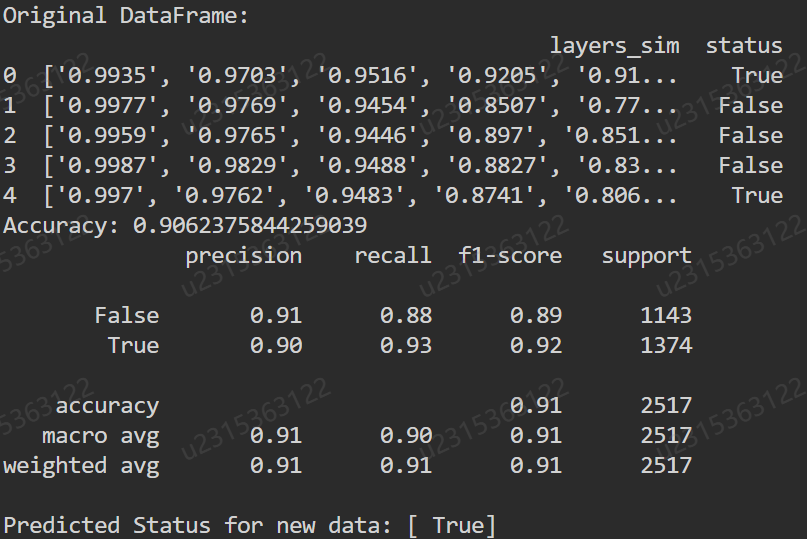 Original DataFrame:
layers_sim status
0 ['0.9935', '0.9703', '0.9516', '0.9205', '0.91... True
1 ['0.9977', '0.9769', '0.9454', '0.8507', '0.77... False
2 ['0.9959', '0.9765', '0.9446', '0.897', '0.851... False
3 ['0.9987', '0.9829', '0.9488', '0.8827', '0.83... False
4 ['0.997', '0.9762', '0.9483', '0.8741', '0.806... True
Accuracy: 0.9062375844259039
precision recall f1-score support
False 0.91 0.88 0.89 1143
True 0.90 0.93 0.92 1374
accuracy 0.91 2517
macro avg 0.91 0.90 0.91 2517
weighted avg 0.91 0.91 0.91 2517
Predicted Status for new data: [ True]
u2315363122